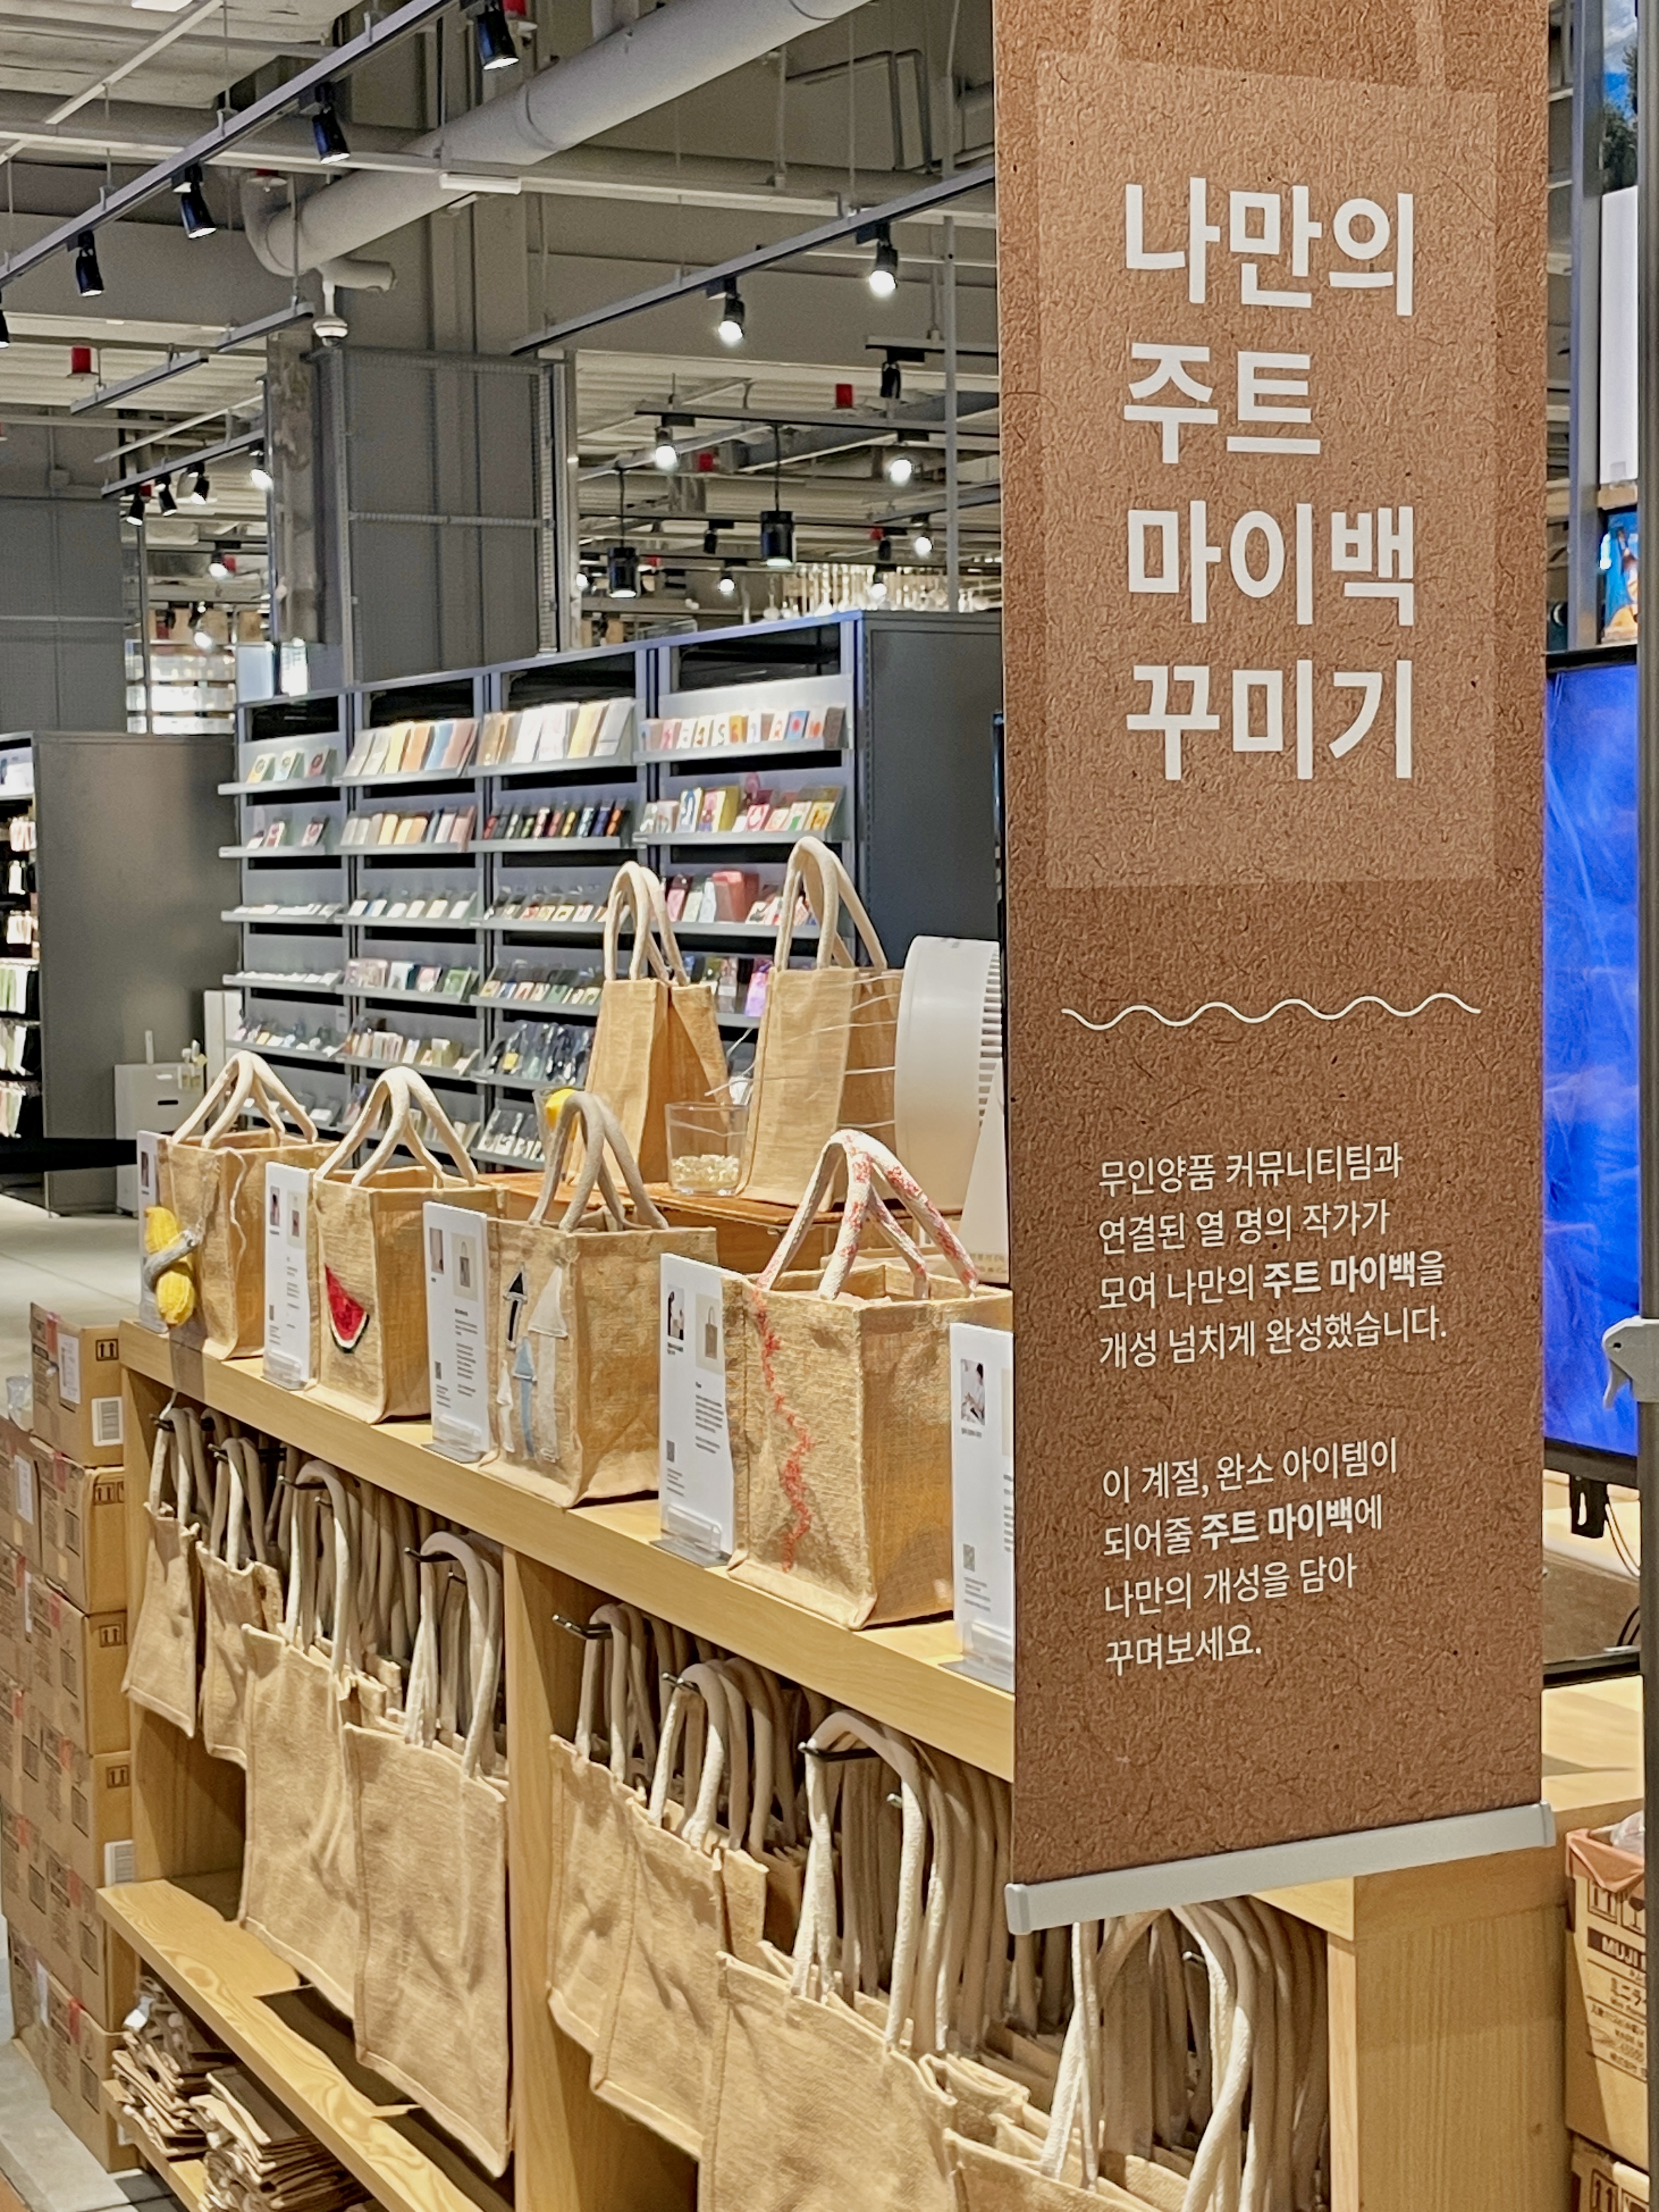 나만의
주트
마이백
꾸미기
무인양품 커뮤니티팀과
연결된 열 명의 작가가
모여 나만의 주트 마이백을
개성 넘치게 완성했습니다.
이 계절, 완소 아이템이
되어줄 주트 마이백에
나만의 개성을 담아
꾸며보세요.
MUJI